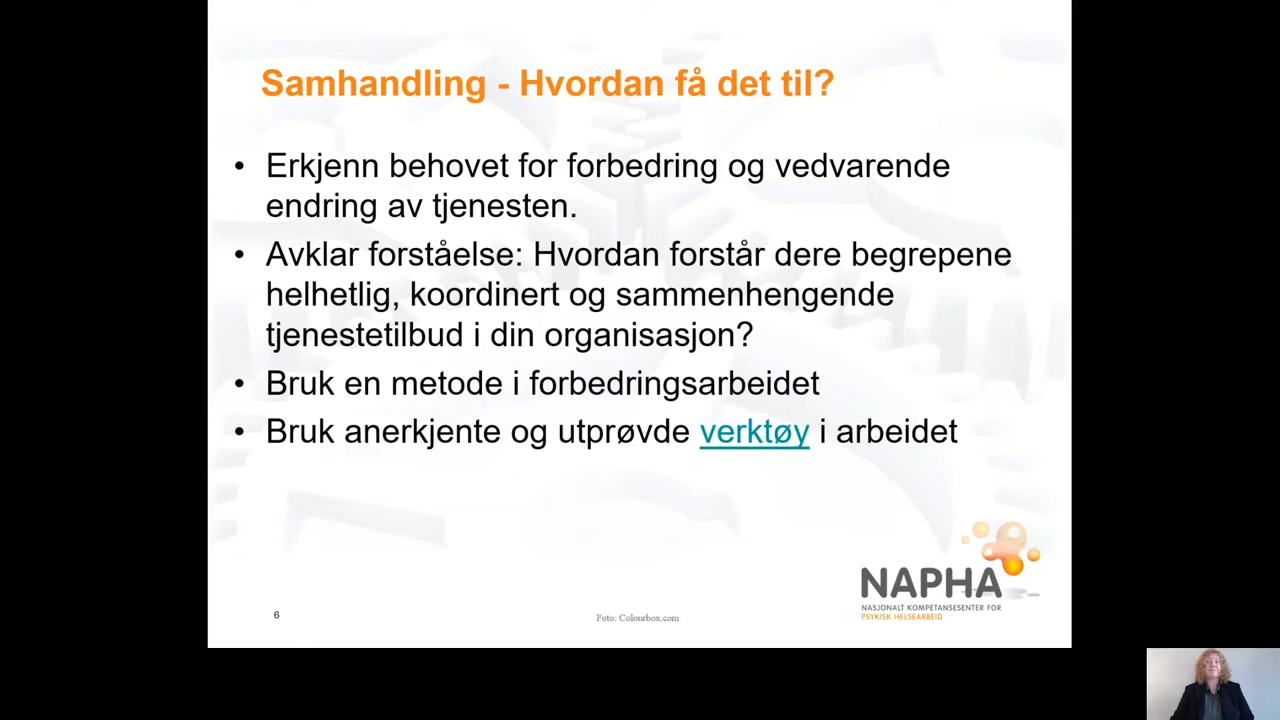 Samhandling - Hvordan få det til?
• Erkjenn behovet for forbedring og vedvarende
endring av tjenesten.
• Avklar forståelse: Hvordan forstår dere begrepene
helhetlig, koordinert og sammenhengende
tjenestetilbud i din organisasjon?
• Bruk en metode i forbedringsarbeidet
• Bruk anerkjente og utprøvde verktøy i arbeidet
NAPHA
NASJONALT KOMPETANSESENTER FOR
PSYKISK HELSEARBEID
6
Foto: Colourbox.com